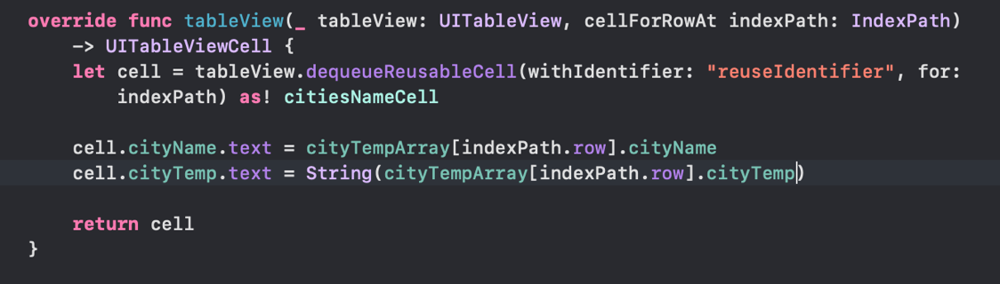 override func tableView(_ tableView: UITableView, cellForRowAt indexPath: IndexPath)
-> UITableViewCell {
let cell = tableView.dequeueReusableCell(withIdentifier: "reuseIdentifier", for:
indexPath) as! citiesNameCell
cell.cityName.text = cityTempArray[indexPath.row].cityName
cell.cityTemp.text = String(cityTempArray[indexPath.row].cityTemp)
return cell
}